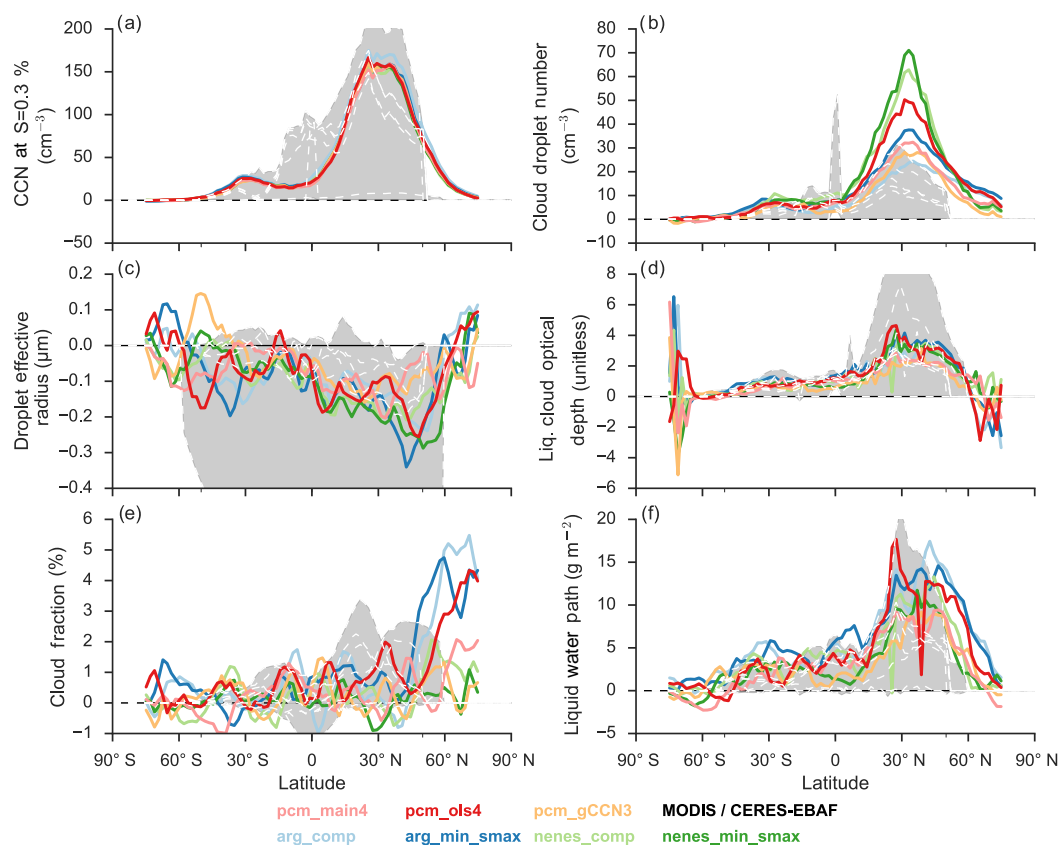 (a)
CCN at S=0.3 %
(cm−3)
200
150
100
50
0
−50
(b)
Cloud droplet number
(cm−3)
80
70
60
50
40
30
20
10
0
−10
(c)
Droplet effective
radius (µm)
0.2
0.1
0.0
−0.1
−0.2
−0.3
−0.4
(d)
Liq. cloud optical
depth (unitless)
8
6
4
2
0
−2
−4
−6
(e)
Cloud fraction (%)
6
5
4
3
2
1
0
−1
90° S 60° S 30° S 0 30° N 60° N 90° N
Latitude
(f)
Liquid water path (g m−2)
20
15
10
5
0
−5
90° S 60° S 30° S 0 30° N 60° N 90° N
Latitude
pcm_main4 pcm_ols4 pcm_gCCN3 MODIS / CERES-EBAF
arg_comp arg_min_smax nenes_comp nenes_min_smax